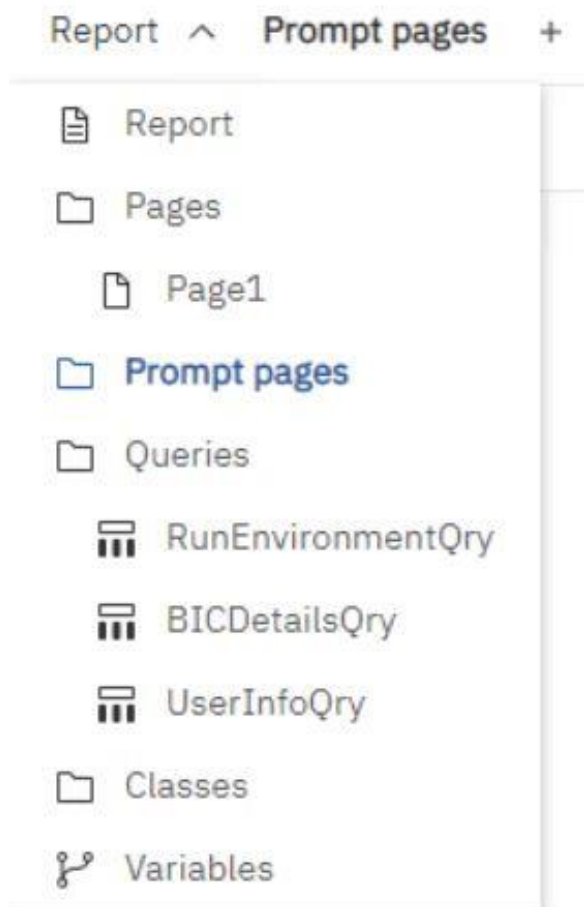 Report Prompt pages +
Report
Pages
Page1
Prompt pages
Queries
RunEnvironmentQry
BICDetailsQry
UserInfoQry
Classes
Variables